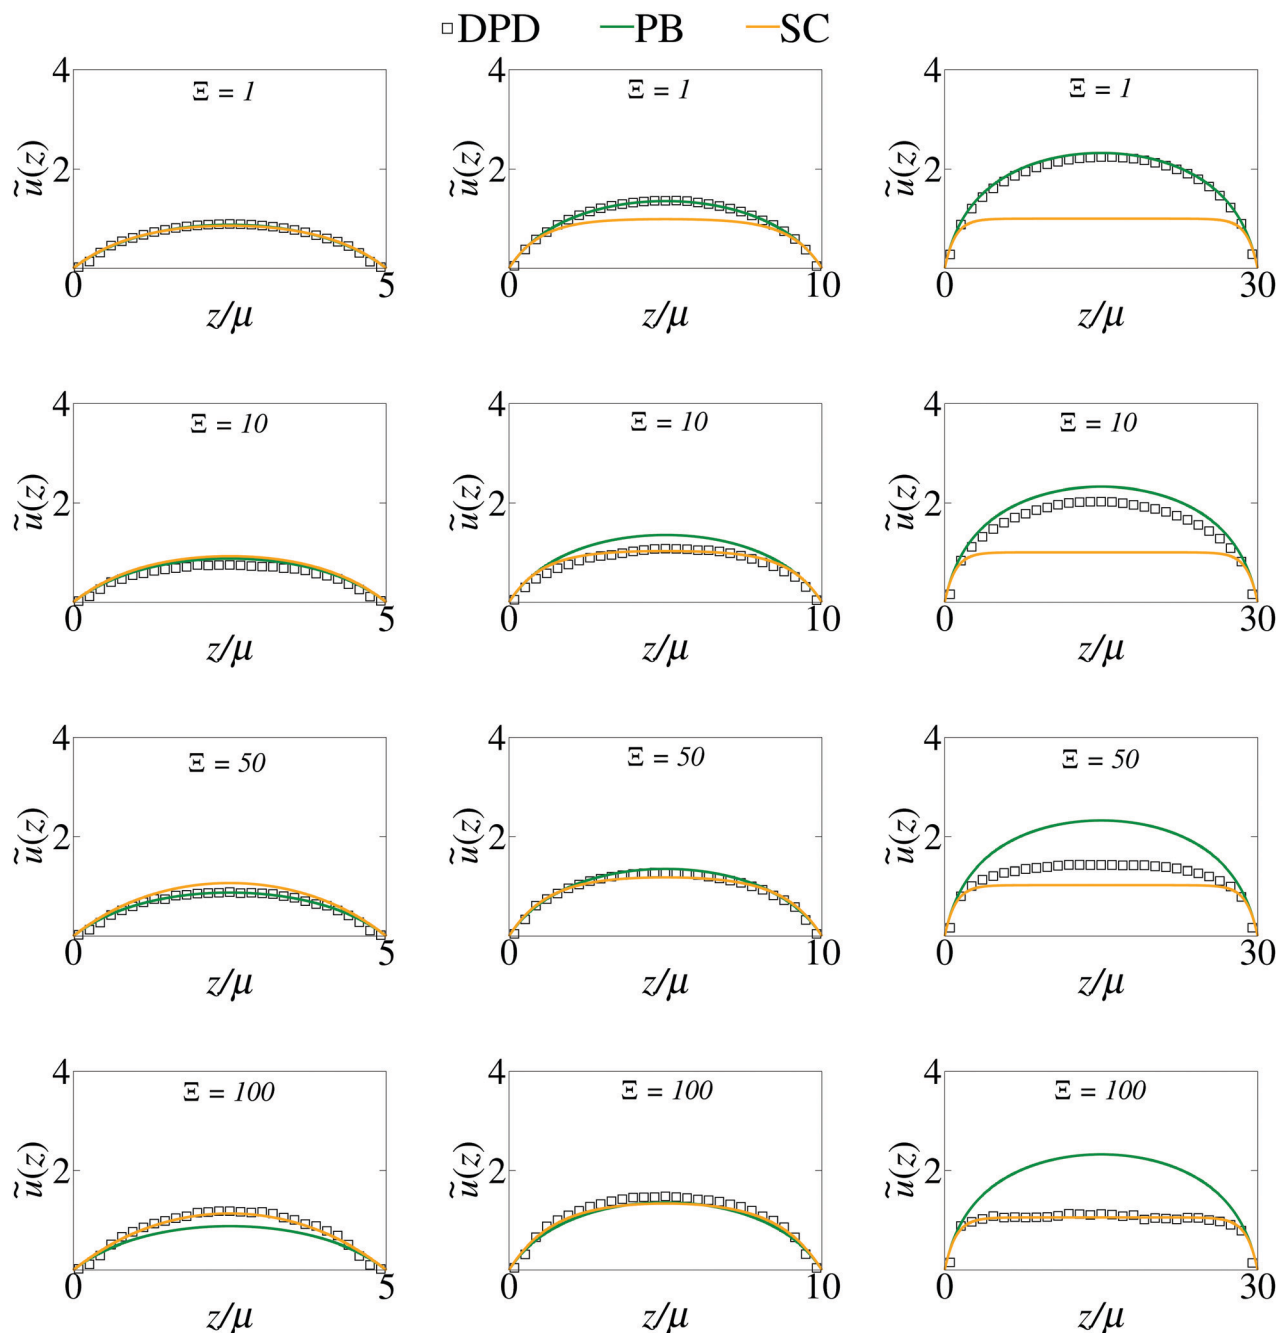 DPD PB SC
4 4 4
Ξ = 1 Ξ = 1 Ξ = 1
ũ(z) 2 ũ(z) 2 ũ(z) 2
0 5 0 10 0 30
z/μ z/μ z/μ
4 4 4
Ξ = 10 Ξ = 10 Ξ = 10
ũ(z) 2 ũ(z) 2 ũ(z) 2
0 5 0 10 0 30
z/μ z/μ z/μ
4 4 4
Ξ = 50 Ξ = 50 Ξ = 50
ũ(z) 2 ũ(z) 2 ũ(z) 2
0 5 0 10 0 30
z/μ z/μ z/μ
4 4 4
Ξ = 100 Ξ = 100 Ξ = 100
ũ(z) 2 ũ(z) 2 ũ(z) 2
0 5 0 10 0 30
z/μ z/μ z/μ